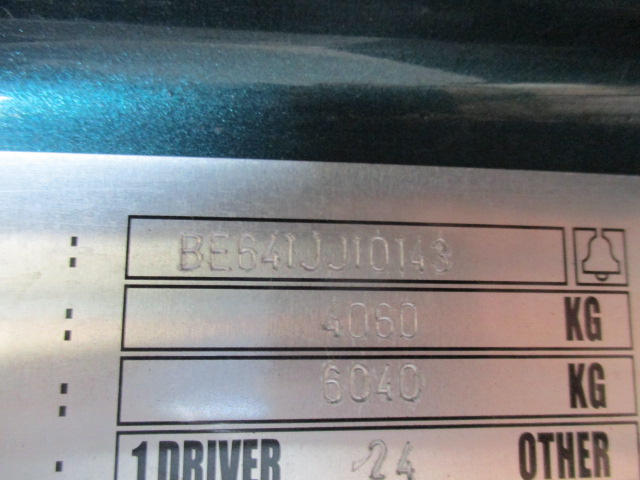 : BE641JJ10143
: 4060 KG
: 6040 KG
: 1 DRIVER 24 OTHER